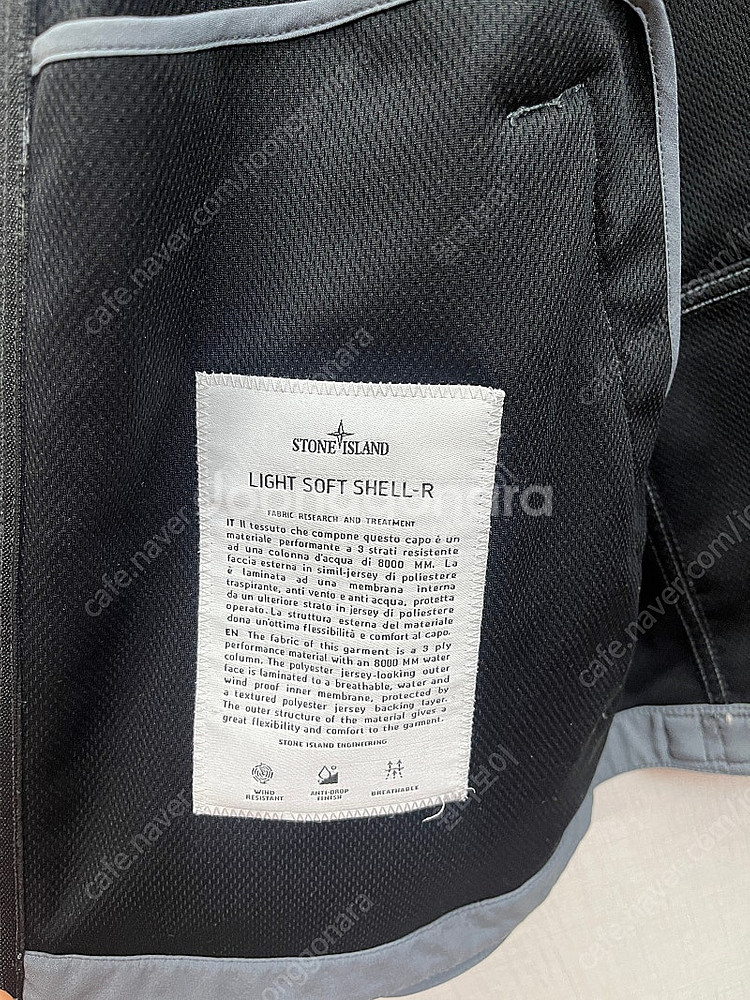 STONE ISLAND
LIGHT SOFT SHELL-R
FABRIC RESEARCH AND TREATMENT
IT Il tessuto che compone questo capo é un
materiale performante a 3 strati resistente
ad una colonna d'acqua di 8000 MM. La
faccia esterna in simil-jersey di poliestere
è laminata ad una membrana interna
traspirante, anti vento e anti acqua, protetta
da un ulteriore strato in jersey di poliestere
operato. La struttura esterna del materiale
dona un'ottima flessibilità e comfort al capo.
EN The fabric of this garment is a 3 ply
performance material with an 8000 MM water
column. The polyester jersey-looking outer
face is laminated to a breathable, water and
wind proof inner membrane, protected by
a textured polyester jersey backing layer.
The outer structure of the material gives a
great flexibility and comfort to the garment.
STONE ISLAND ENGINEERING
WIND
RESISTANT
ANTI-DROP
FINISH
BREATHABLE
Joonggonara
cafe.naver.com/joonggonara